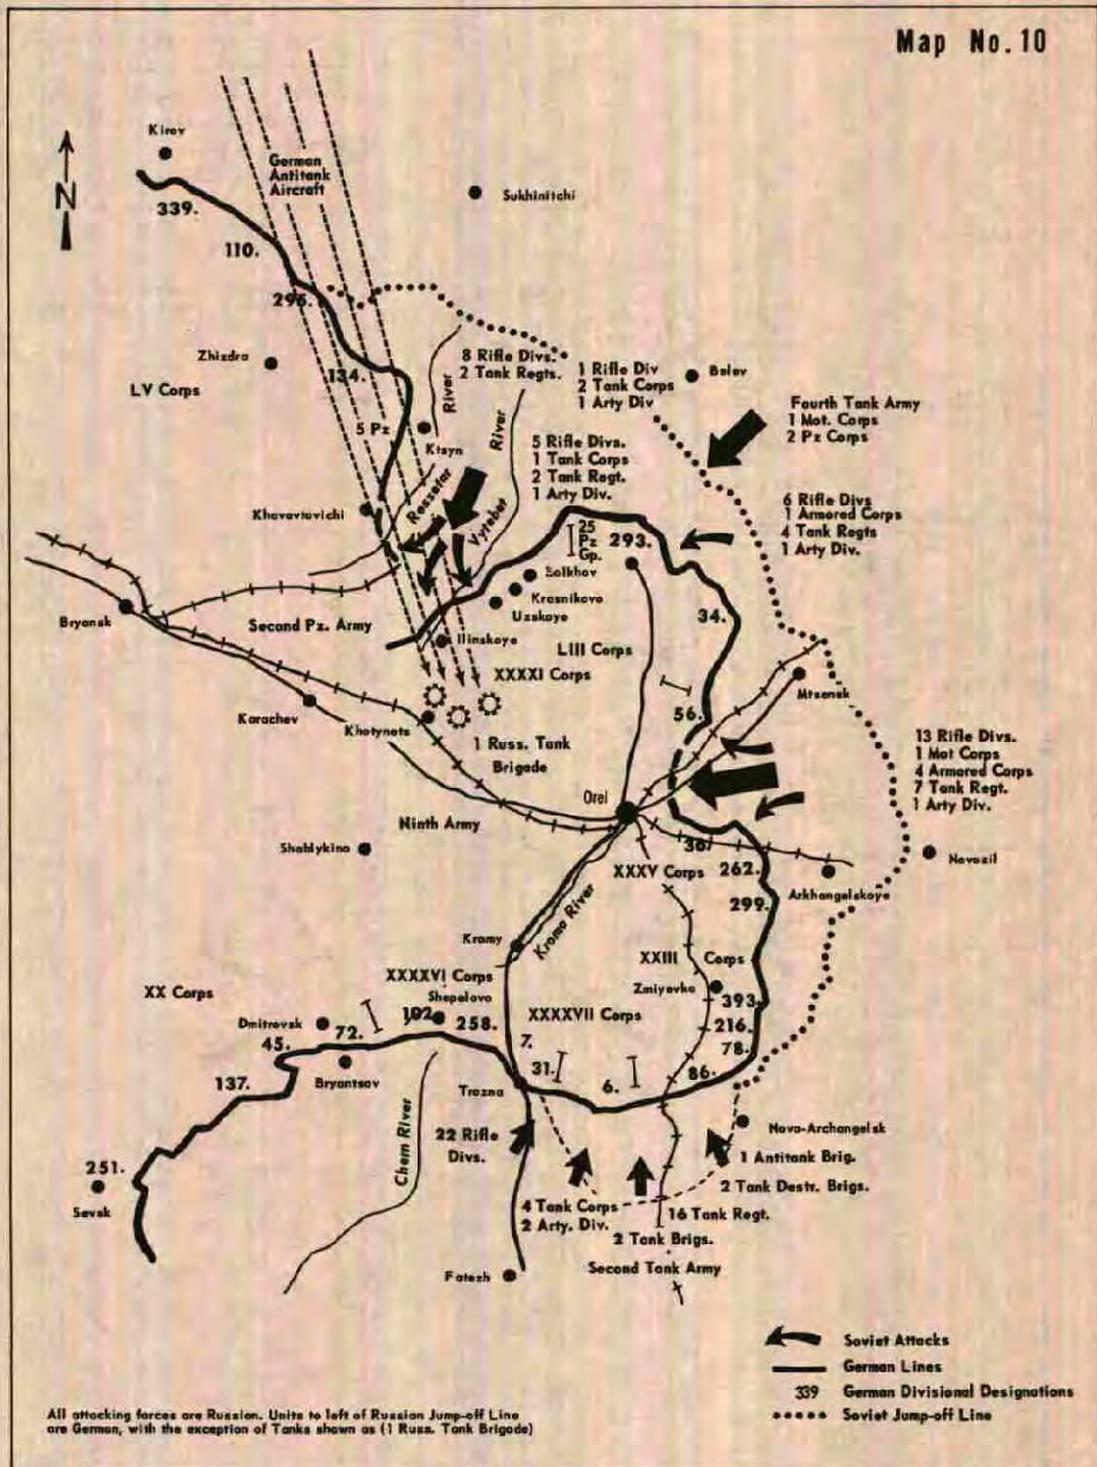 Map No. 10
Kirov
N
German
Antitank
Aircraft
339.
Sukhinitchi
110.
296.
Zhizdra
134.
8 Rifle Divs.
2 Tank Regts.
1 Rifle Div
2 Tank Corps
1 Arty Div
Belev
LV Corps
River
Fourth Tank Army
1 Mot. Corps
2 Pz Corps
5 Pz
Ktsyn
River
5 Rifle Divs.
1 Tank Corps
2 Tank Regt.
1 Arty Div.
Resseta
Vytebet
Khavavtovichi
6 Rifle Divs
1 Armored Corps
4 Tank Regts
1 Arty Div.
25
Pz
Gp.
293.
Bolkhov
Krasnikovo
Uzskoye
Bryansk
Second Pz. Army
Ilinskoye
34.
LIII Corps
XXXXI Corps
Mtsensk
56.
Karachev
Khotynets
1 Russ. Tank
Brigade
13 Rifle Divs.
1 Mot Corps
4 Armored Corps
7 Tank Regt.
1 Arty Div.
Orel
Ninth Army
Shablykino
36.
Novozil
XXXV Corps
262.
Arkhangelskoye
299.
Kroma River
Kromy
XXIII Corps
XXXXVI Corps
XX Corps
Zmiyevka
Shepelovo
393.
102.
258.
XXXXVII Corps
Dmitrovsk
72.
216.
45.
7.
78.
137.
Bryantsov
31.
6.
86.
Trozna
Chern River
22 Rifle
Divs.
Novo-Archangelsk
1 Antitank Brig.
251.
2 Tank Destr. Brigs.
Sevsk
4 Tank Corps
2 Arty. Div.
16 Tank Regt.
2 Tank Brigs.
Second Tank Army
Fatezh
Soviet Attacks
German Lines
339 German Divisional Designations
Soviet Jump-off Line
All attacking forces are Russian. Units to left of Russian Jump-off Line
are German, with the exception of Tanks shown as (1 Russ. Tank Brigade)